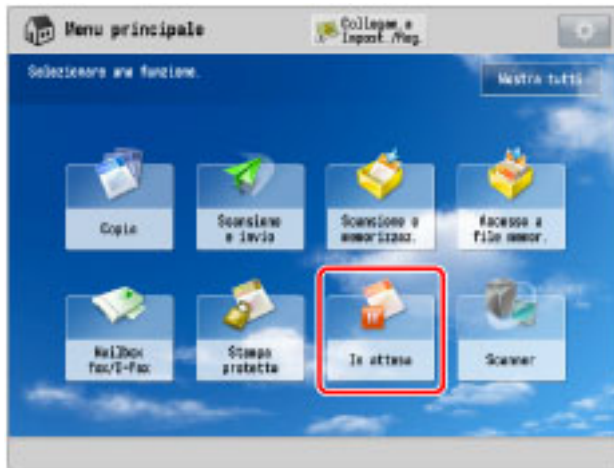 Menu principale
Collegam. a
Impost./Reg.
Selezionare una funzione.
Mostra tutti
Copia
Scansione
e invio
Scansione e
memorizzaz.
Accesso a
file memor.
Mailbox
fax/I-Fax
Stampa
protetta
In attesa
Scanner